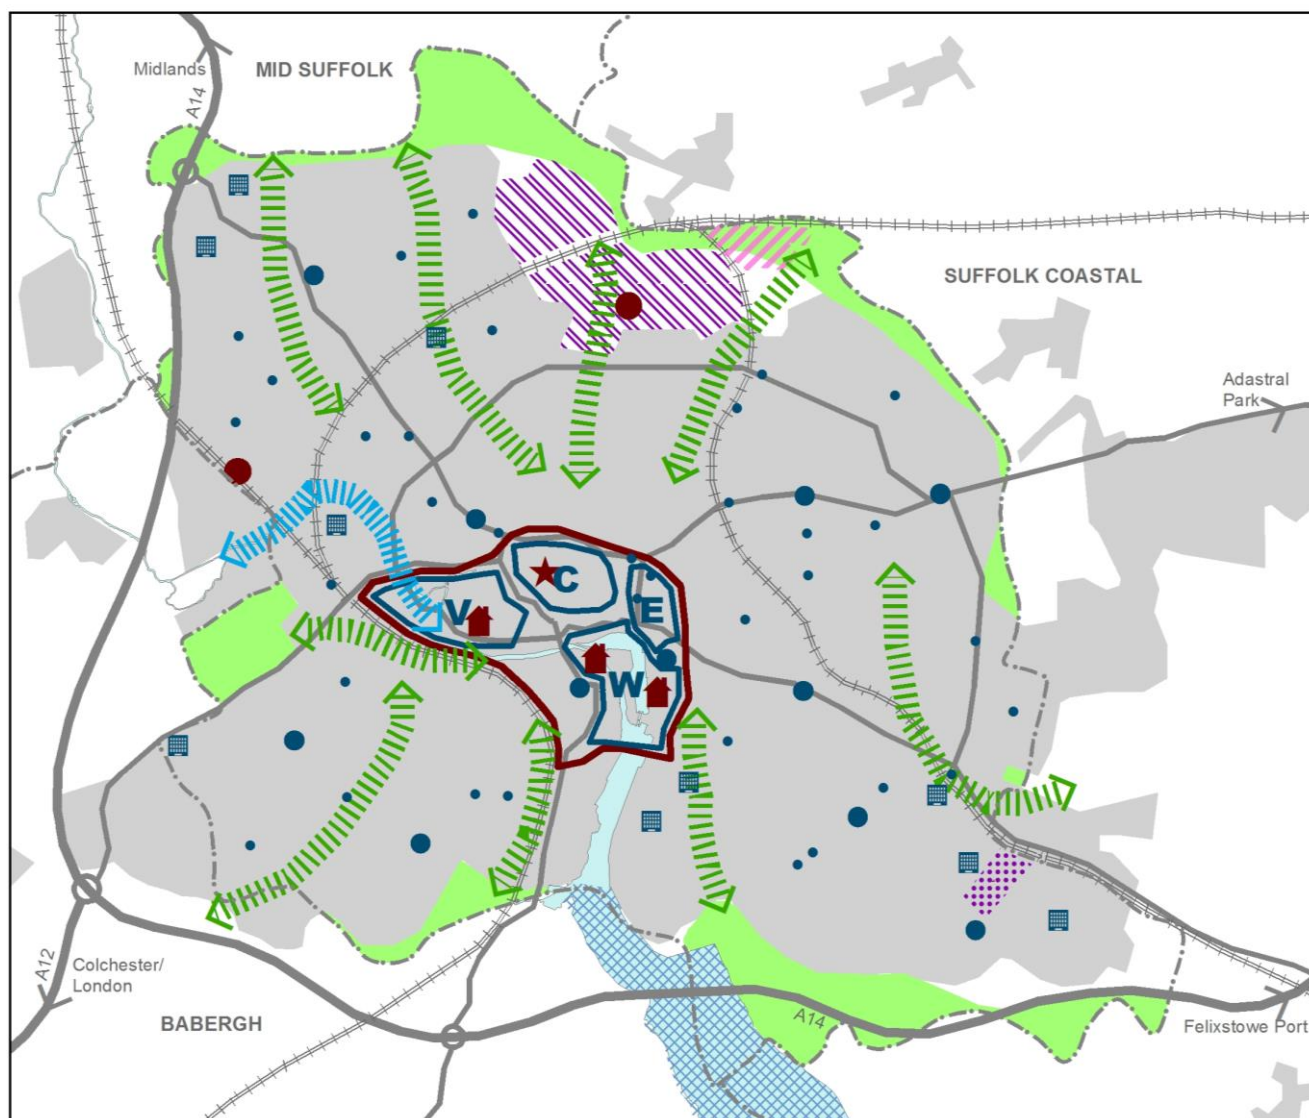 MID SUFFOLK
Midlands
A14
SUFFOLK COASTAL
Adastral
Park
C
V
E
W
A12
Colchester/
London
BABERGH
A14
Felixstowe Port